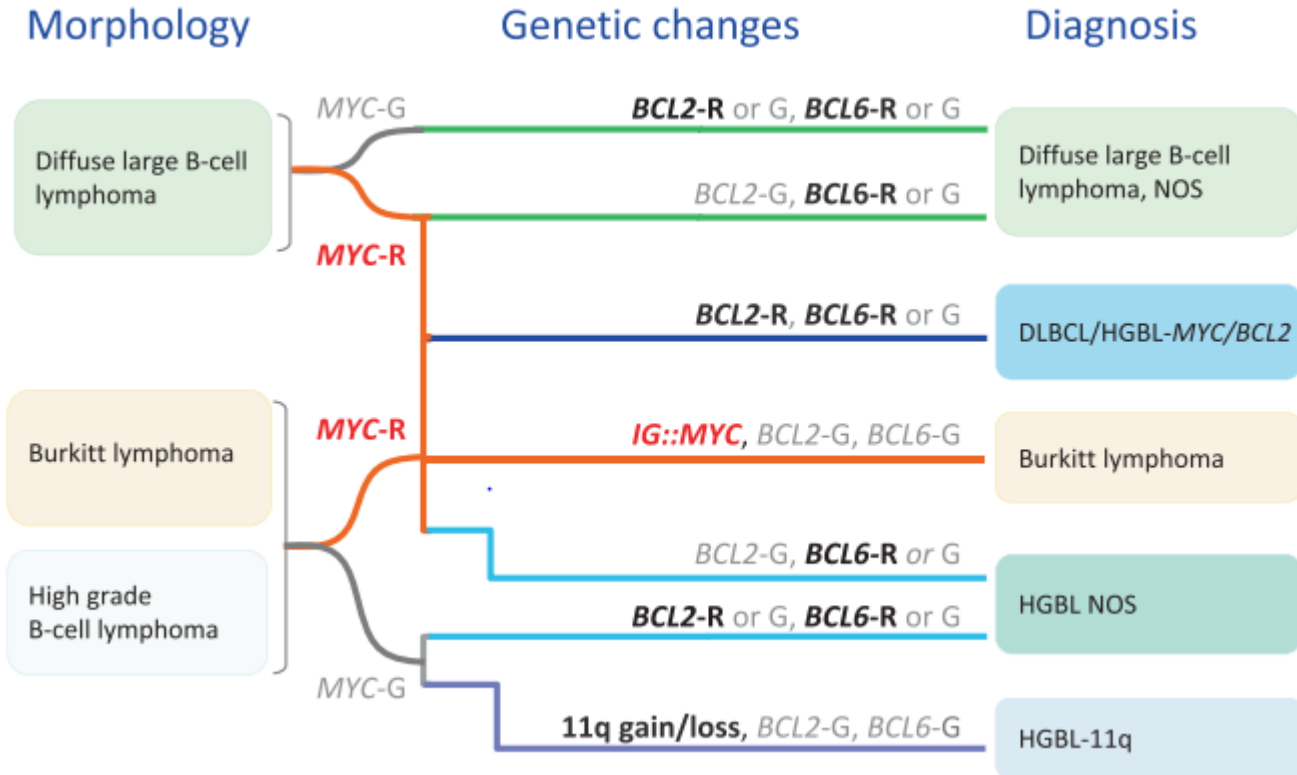 Morphology
Genetic changes
Diagnosis
MYC-G
BCL2-R or G, BCL6-R or G
Diffuse large B-cell
lymphoma
Diffuse large B-cell
lymphoma, NOS
BCL2-G, BCL6-R or G
MYC-R
BCL2-R, BCL6-R or G
DLBCL/HGBL-MYC/BCL2
MYC-R
IG::MYC, BCL2-G, BCL6-G
Burkitt lymphoma
Burkitt lymphoma
BCL2-G, BCL6-R or G
High grade
B-cell lymphoma
HGBL NOS
BCL2-R or G, BCL6-R or G
MYC-G
11q gain/loss, BCL2-G, BCL6-G
HGBL-11q